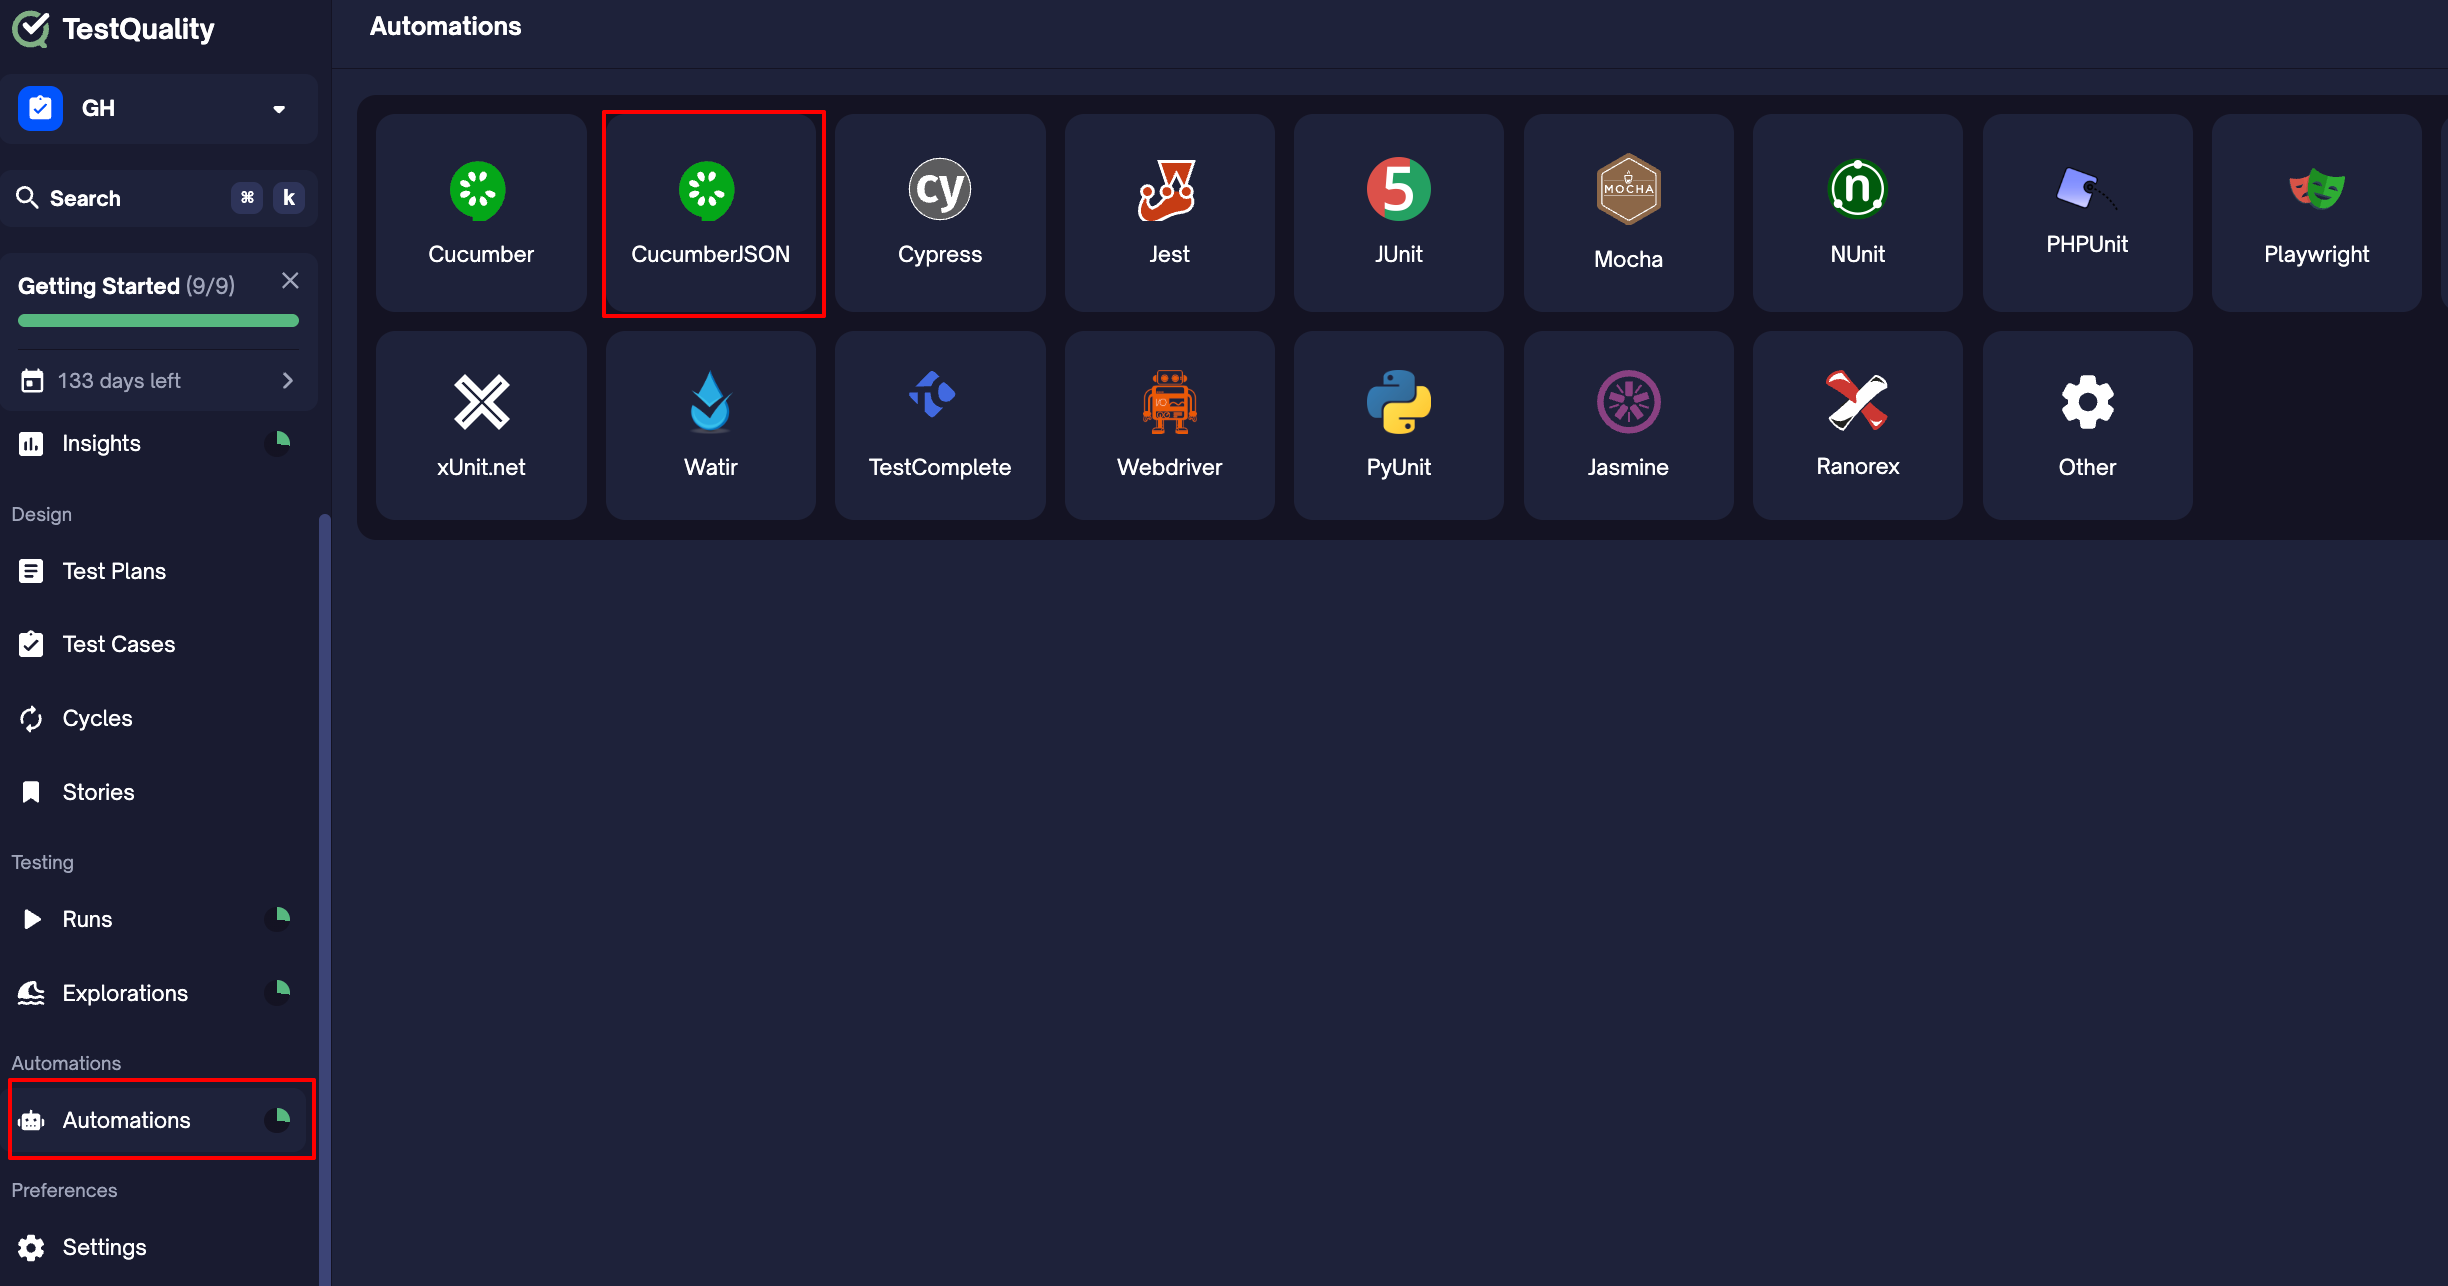 TestQuality
GH
Search ⌘ k
Getting Started (9/9)
133 days left
Insights
Design
Test Plans
Test Cases
Cycles
Stories
Testing
Runs
Explorations
Automations
Automations
Preferences
Settings
Automations
Cucumber
CucumberJSON
cy
Cypress
Jest
5
JUnit
MOCHA
Mocha
n
NUnit
PHPUnit
Playwright
xUnit.net
Watir
TestComplete
I/O
Webdriver
PyUnit
Jasmine
Ranorex
Other